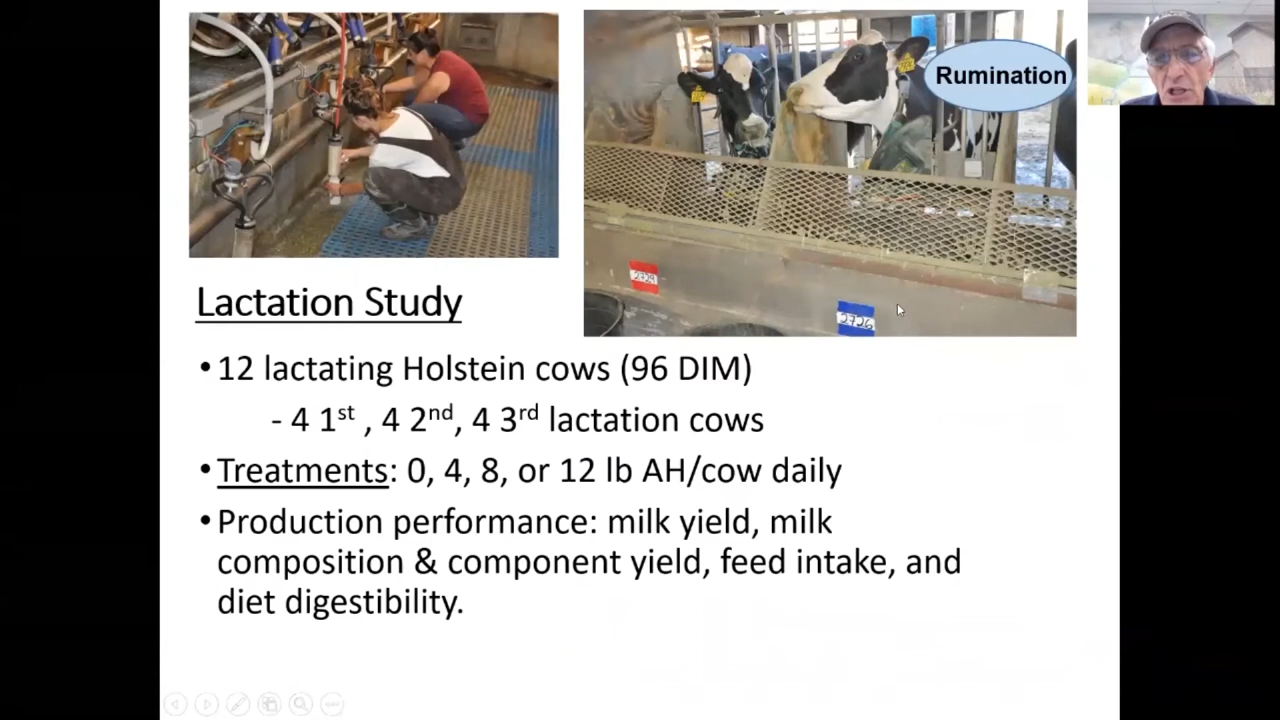 Rumination
2729
2726
Lactation Study
•12 lactating Holstein cows (96 DIM)
- 4 1st , 4 2nd, 4 3rd lactation cows
•Treatments: 0, 4, 8, or 12 lb AH/cow daily
•Production performance: milk yield, milk
composition & component yield, feed intake, and
diet digestibility.